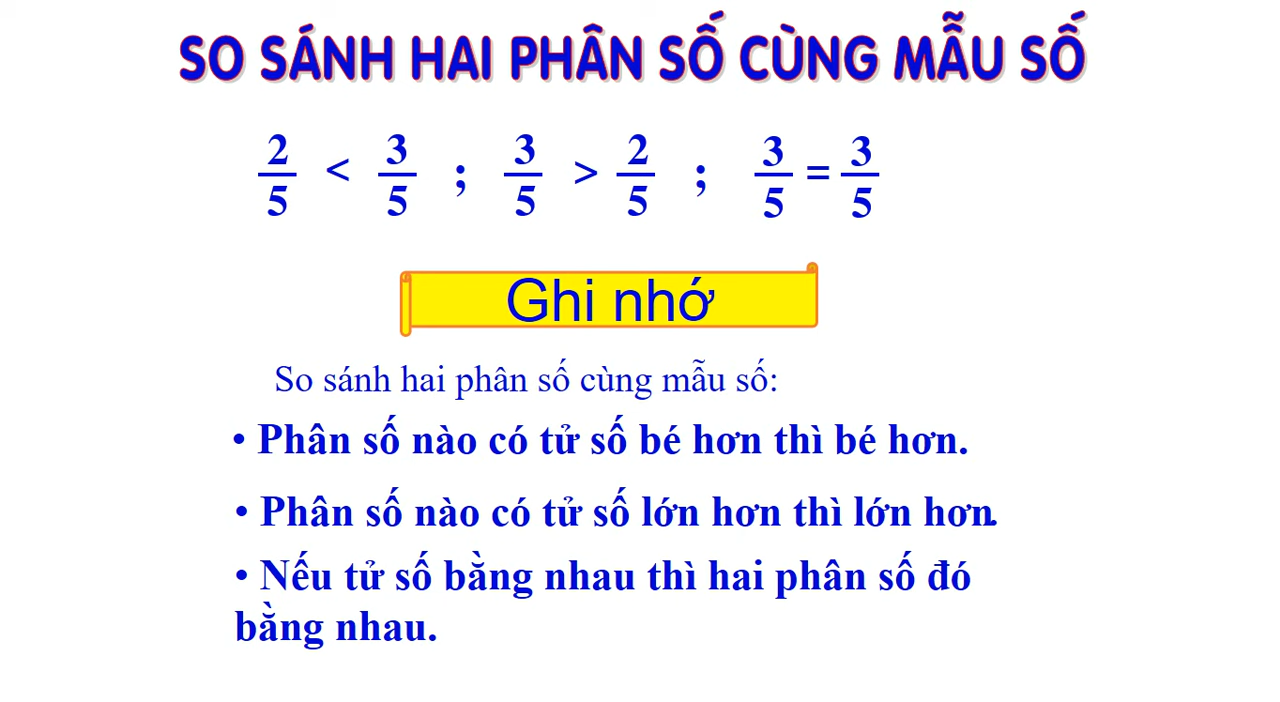 SO SÁNH HAI PHÂN SỐ CÙNG MẪU SỐ
2/5 < 3/5 ; 3/5 > 2/5 ; 3/5 = 3/5
Ghi nhớ
So sánh hai phân số cùng mẫu số:
• Phân số nào có tử số bé hơn thì bé hơn.
• Phân số nào có tử số lớn hơn thì lớn hơn.
• Nếu tử số bằng nhau thì hai phân số đó
bằng nhau.